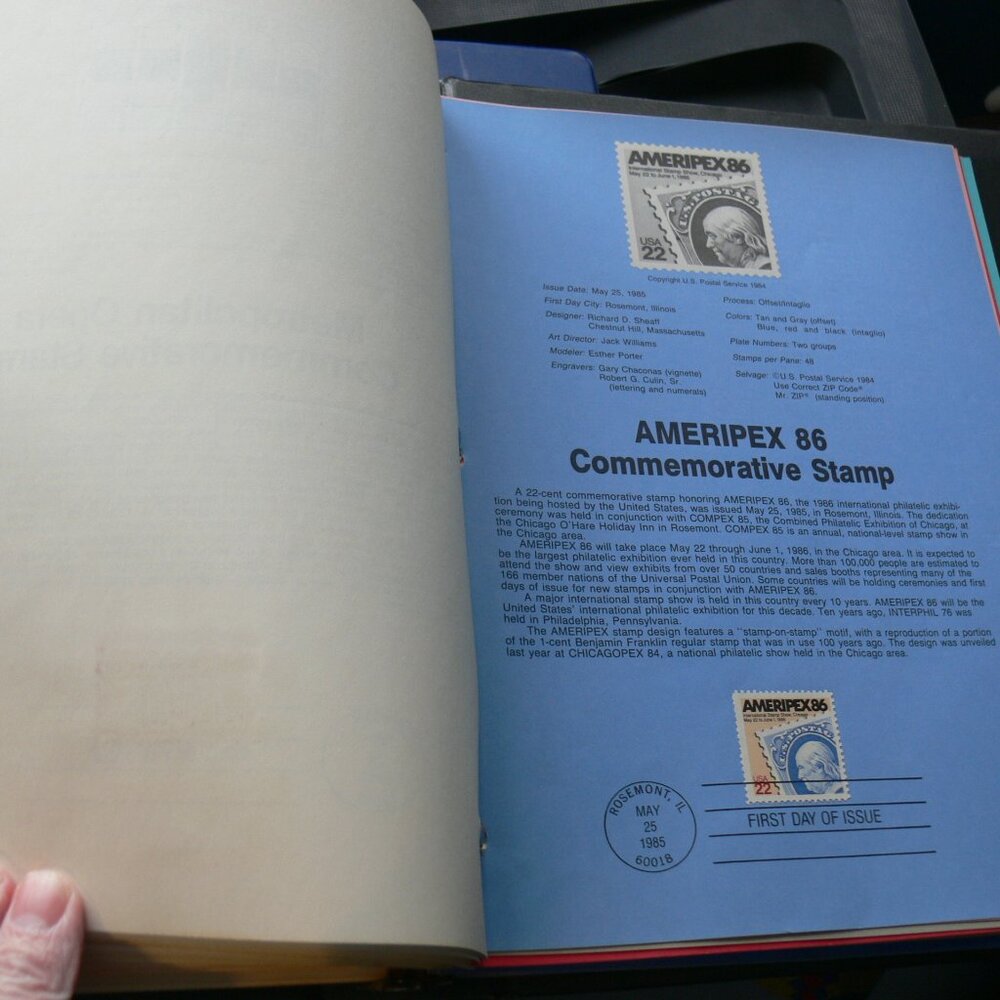 AMERIPEX86
International Stamp Show, Chicago
May 22 to June 1, 1986
U.S. POSTAG
USA
22
Copyright U.S. Postal Service 1984
Issue Date: May 25, 1985
First Day City: Rosemont, Illinois
Designer: Richard D. Sheaff
Chestnut Hill, Massachusetts
Art Director: Jack Williams
Modeler: Esther Porter
Engravers: Gary Chaconas (vignette)
Robert G. Culin, Sr.
(lettering and numerals)
Process: Offset/intaglio
Colors: Tan and Gray (offset)
Blue, red and black (intaglio)
Plate Numbers: Two groups
Stamps per Pane: 48
Selvage: ©U.S. Postal Service 1984
Use Correct ZIP Code®
Mr. ZIP® (standing position)
AMERIPEX 86
Commemorative Stamp
A 22-cent commemorative stamp honoring AMERIPEX 86, the 1986 international philatelic exhibi-
tion being hosted by the United States, was issued May 25, 1985, in Rosemont, Illinois. The dedication
ceremony was held in conjunction with COMPEX 85, the Combined Philatelic Exhibition of Chicago, at
the Chicago O'Hare Holiday Inn in Rosemont. COMPEX 85 is an annual, national-level stamp show in
the Chicago area.
AMERIPEX 86 will take place May 22 through June 1, 1986, in the Chicago area. It is expected to
be the largest philatelic exhibition ever held in this country. More than 100,000 people are estimated to
attend the show and view exhibits from over 50 countries and sales booths representing many of the
166 member nations of the Universal Postal Union. Some countries will be holding ceremonies and first
days of issue for new stamps in conjunction with AMERIPEX 86.
A major international stamp show is held in this country every 10 years. AMERIPEX 86 will be the
United States' international philatelic exhibition for this decade. Ten years ago, INTERPHIL 76 was
held in Philadelphia, Pennsylvania.
The AMERIPEX stamp design features a "stamp-on-stamp" motif, with a reproduction of a portion
of the 1-cent Benjamin Franklin regular stamp that was in use 100 years ago. The design was unveiled
last year at CHICAGOPEX 84, a national philatelic show held in the Chicago area.
AMERIPEX86
International Stamp Show, Chicago
May 22 to June 1, 1986
U.S. POSTAG
USA
22
ROSEMONT, IL
MAY
25
1985
60018
FIRST DAY OF ISSUE